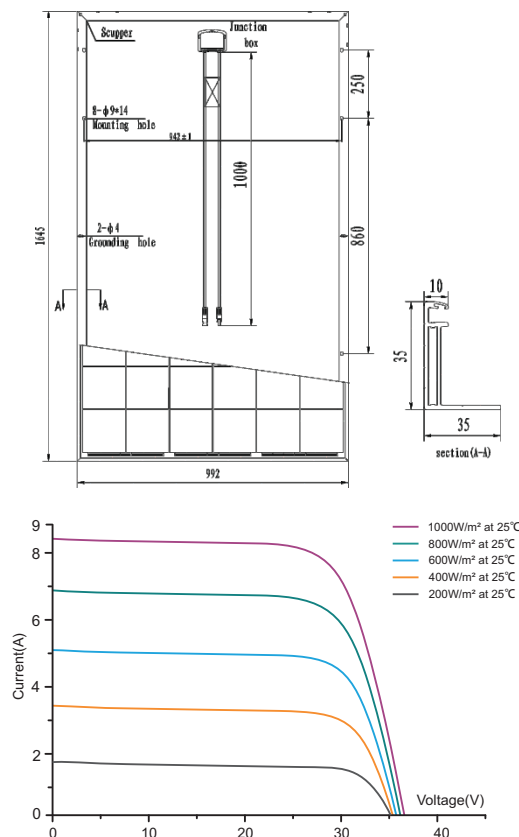 Scupper
Junction
box
250
8-φ9*14
Mounting hole
942±1
1000
1645
2-φ4
Grounding hole
860
A
A
10
35
35
section(A-A)
992
9
8
6
4
2
0
0
10
20
30
40
Current(A)
Voltage(V)
1000W/m² at 25℃
800W/m² at 25℃
600W/m² at 25℃
400W/m² at 25℃
200W/m² at 25℃